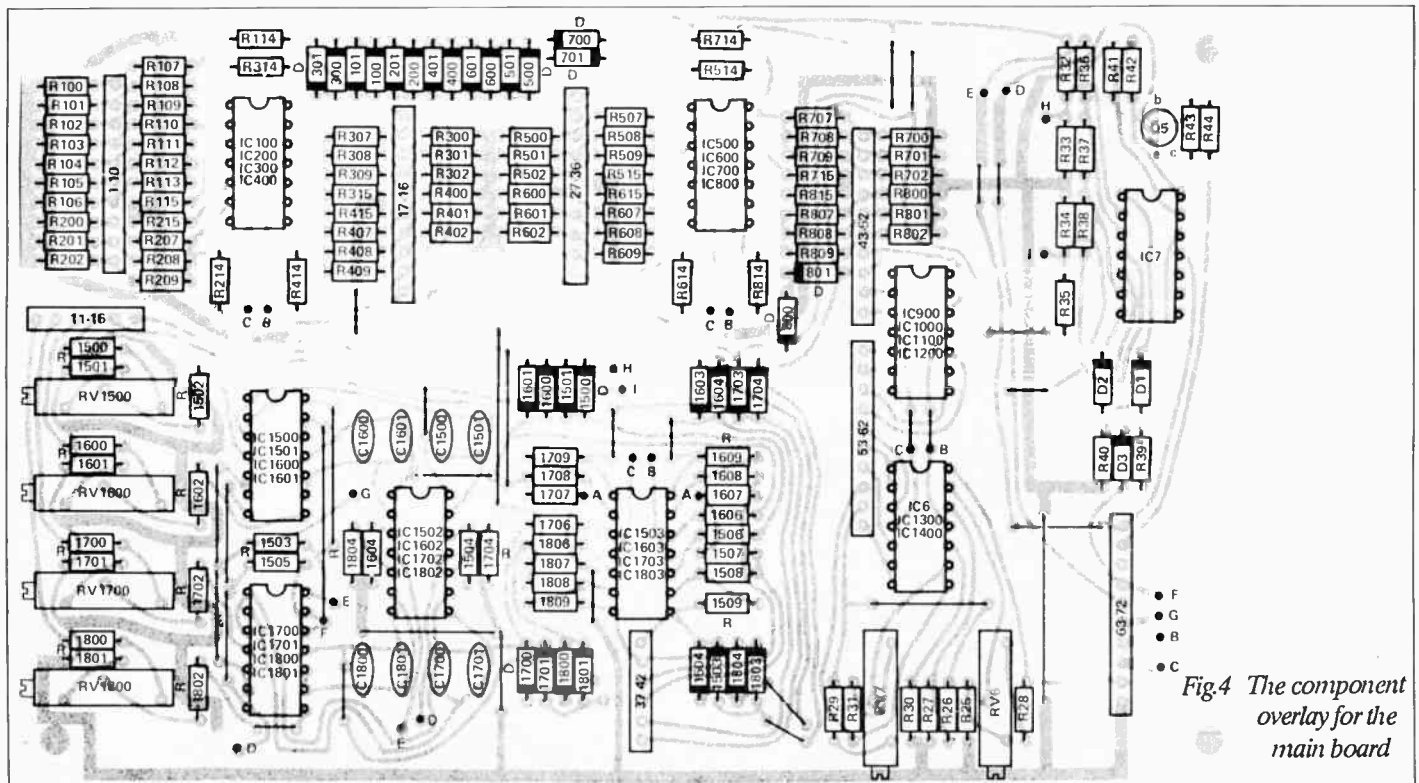 R114
R314
D
301
300
101
100
201
200
401
400
601
600
501
500
D
D
700
701
D
R714
R514
R100
R101
R102
R103
R104
R105
R106
R200
R201
R202
1-30
R107
R108
R109
R110
R111
R112
R113
R115
R215
R207
R208
R209
IC100
IC200
IC300
IC400
R214
R414
C B
R307
R308
R309
R315
R415
R407
R408
R409
17-16
R300
R301
R302
R400
R401
R402
R500
R501
R502
R600
R601
R602
27-36
R507
R508
R509
R515
R615
R607
R608
R609
IC500
IC600
IC700
IC800
R614
R814
C B
R707
R708
R709
R715
R815
R807
R808
R809
801
D
D
800
43-52
R700
R701
R702
R800
R801
R802
E
D
H
I
R32
R36
R41
R42
b
Q5
e c
R43
R44
R33
R37
R34
R38
R35
IC7
IC900
IC1000
IC1100
IC1200
53-62
C B
IC6
IC1300
IC1400
D2
D1
R40
D3
R39
11-16
R
1500
1501
RV1500
R
1502
1600
1601
R
1602
R
1700
1701
RV1700
R
1702
R
1800
1801
RV1800
R
1802
IC1500
IC1501
IC1600
IC1601
R
1503
1505
IC1700
IC1701
IC1800
IC1801
D
E
F
G
C1600
C1601
C1500
C1501
R
1804
1604
IC1502
IC1602
IC1702
IC1802
1504
1704
R
C1800
C1801
C1700
C1701
D
1601
1600
1501
1500
D
H
I
1709
1708
1707
A
1706
1806
1807
1808
1809
D
1700
1701
1800
1801
C B
IC1503
IC1603
IC1703
IC1803
37-42
1603
1604
1703
1704
R
1609
1608
1607
A
1606
1506
1507
1508
1509
R
1504
1503
1804
1803
R29
R31
R30
R27
R26
R25
RV6
R28
63-72
F
G
B
C
Fig.4 The component
overlay for the
main board